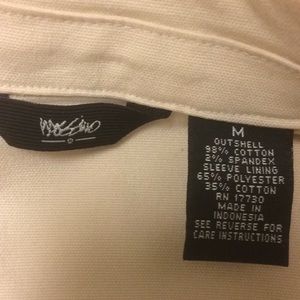 Mossimo
M
OUTSHELL
98% COTTON
2% SPANDEX
SLEEVE LINING
65% POLYESTER
35% COTTON
RN 17730
MADE IN
INDONESIA
SEE REVERSE FOR
CARE INSTRUCTIONS